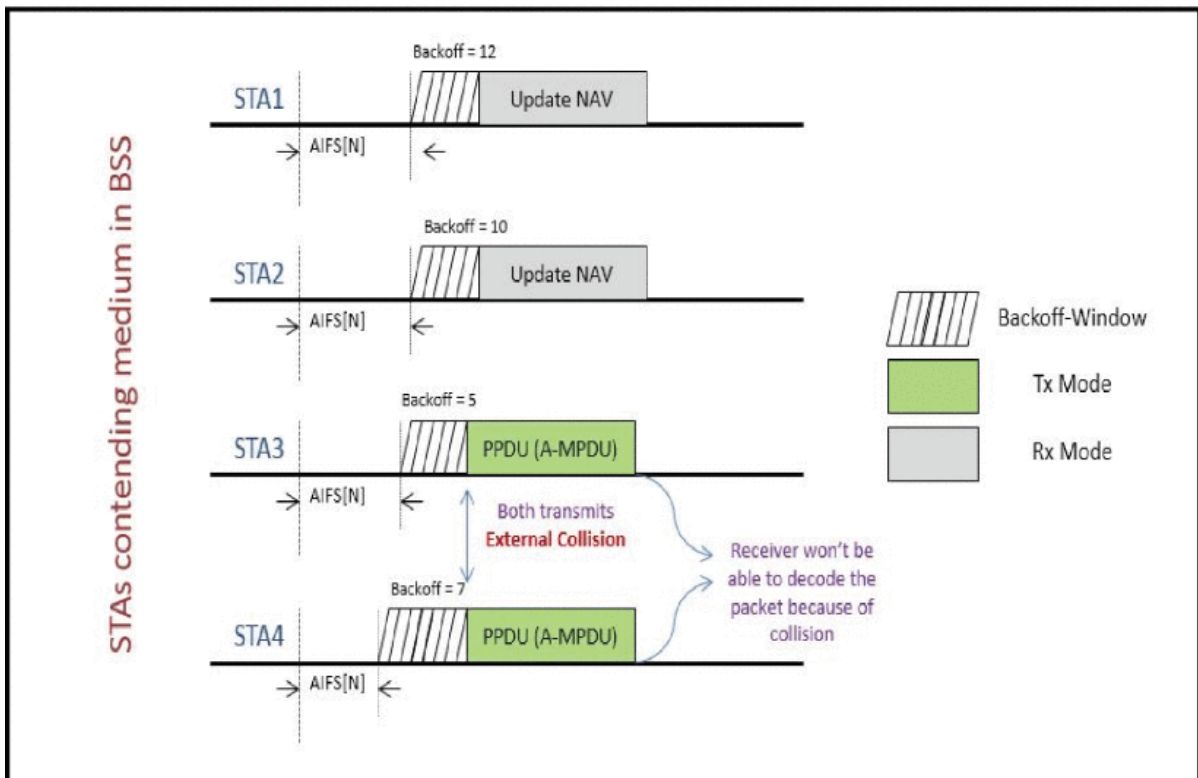 STAs contending medium in BSS
Backoff = 12
STA1
Update NAV
AIFS[N]
Backoff = 10
STA2
Update NAV
AIFS[N]
Backoff = 5
STA3
PPDU (A-MPDU)
AIFS[N]
Both transmits
External Collision
Backoff = 7
STA4
PPDU (A-MPDU)
AIFS[N]
Backoff-Window
Tx Mode
Rx Mode
Receiver won't be
able to decode the
packet because of
collision